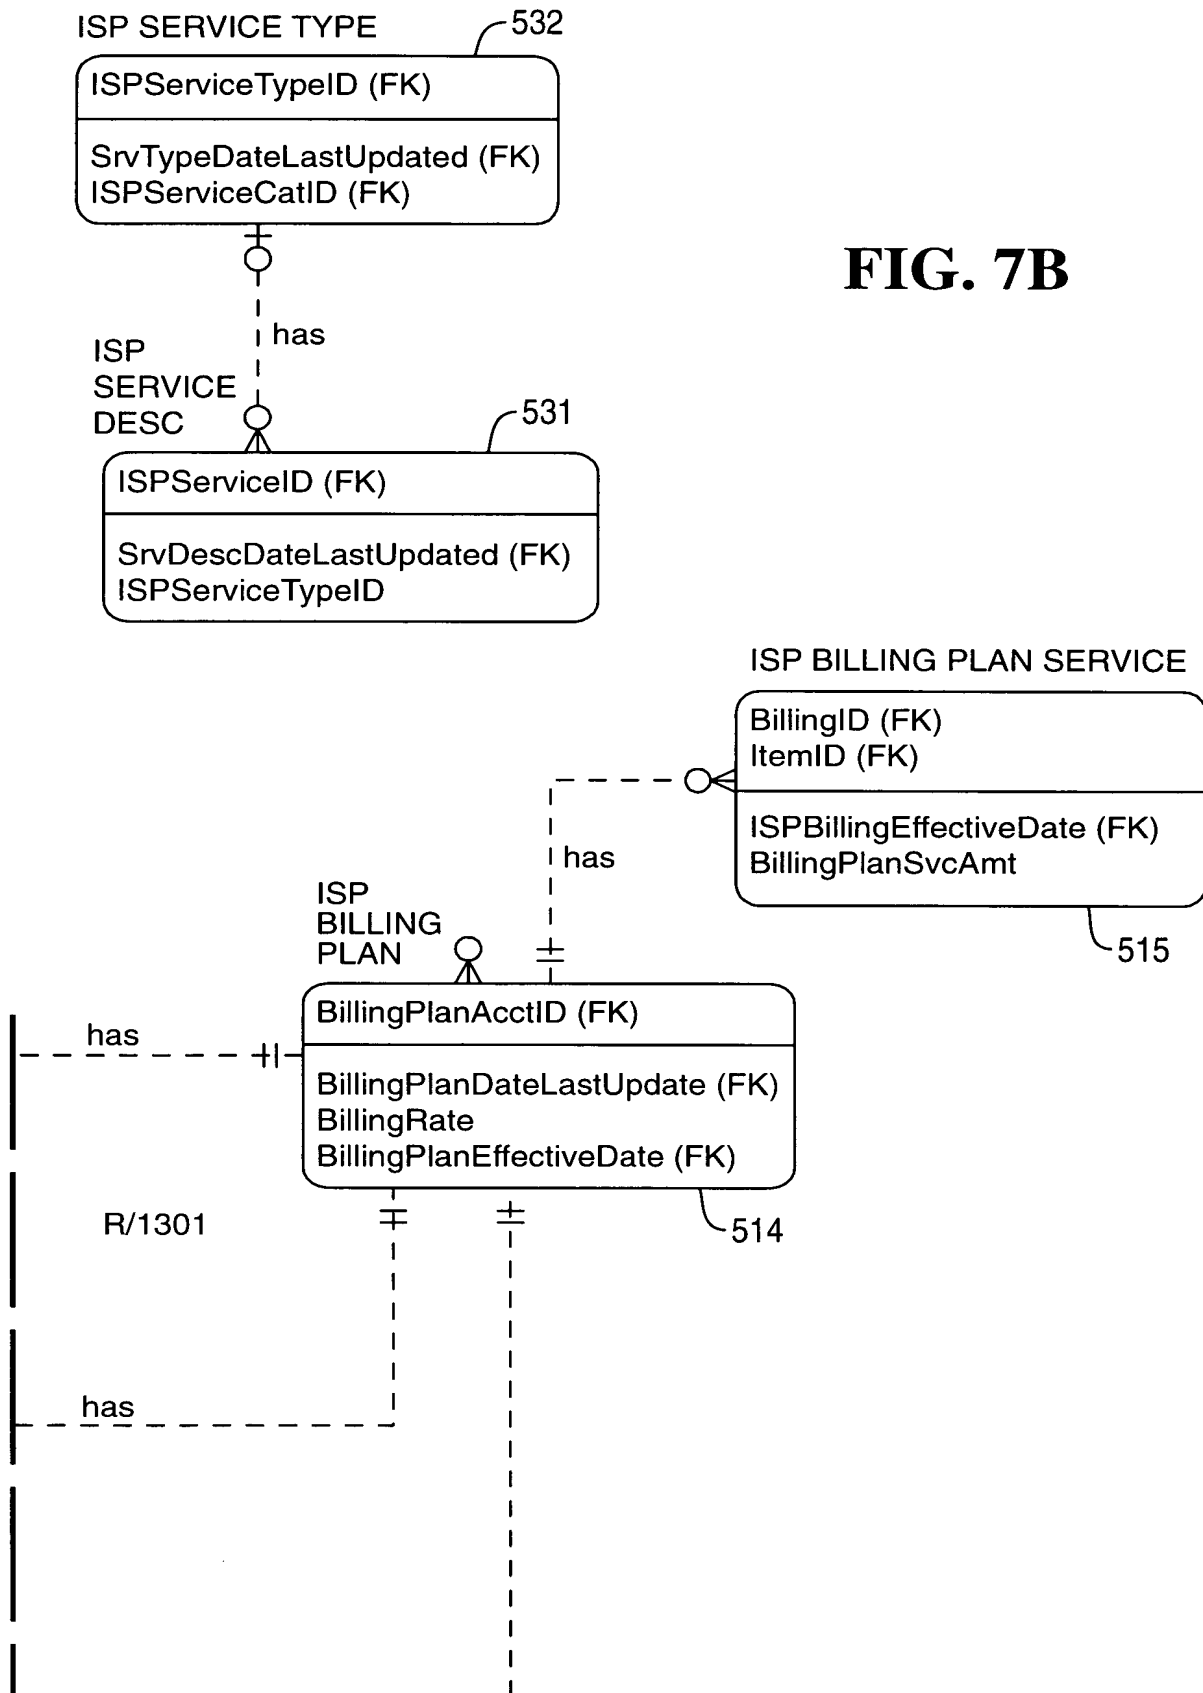 ISP SERVICE TYPE
532
ISPServiceTypeID (FK)
SrvTypeDateLastUpdated (FK)
ISPServiceCatID (FK)
FIG. 7B
has
ISP
SERVICE
DESC
531
ISPServiceID (FK)
SrvDescDateLastUpdated (FK)
ISPServiceTypeID
ISP BILLING PLAN SERVICE
BillingID (FK)
ItemID (FK)
ISPBillingEffectiveDate (FK)
BillingPlanSvcAmt
515
has
ISP
BILLING
PLAN
BillingPlanAcctID (FK)
has
BillingPlanDateLastUpdate (FK)
BillingRate
BillingPlanEffectiveDate (FK)
514
R/1301
has